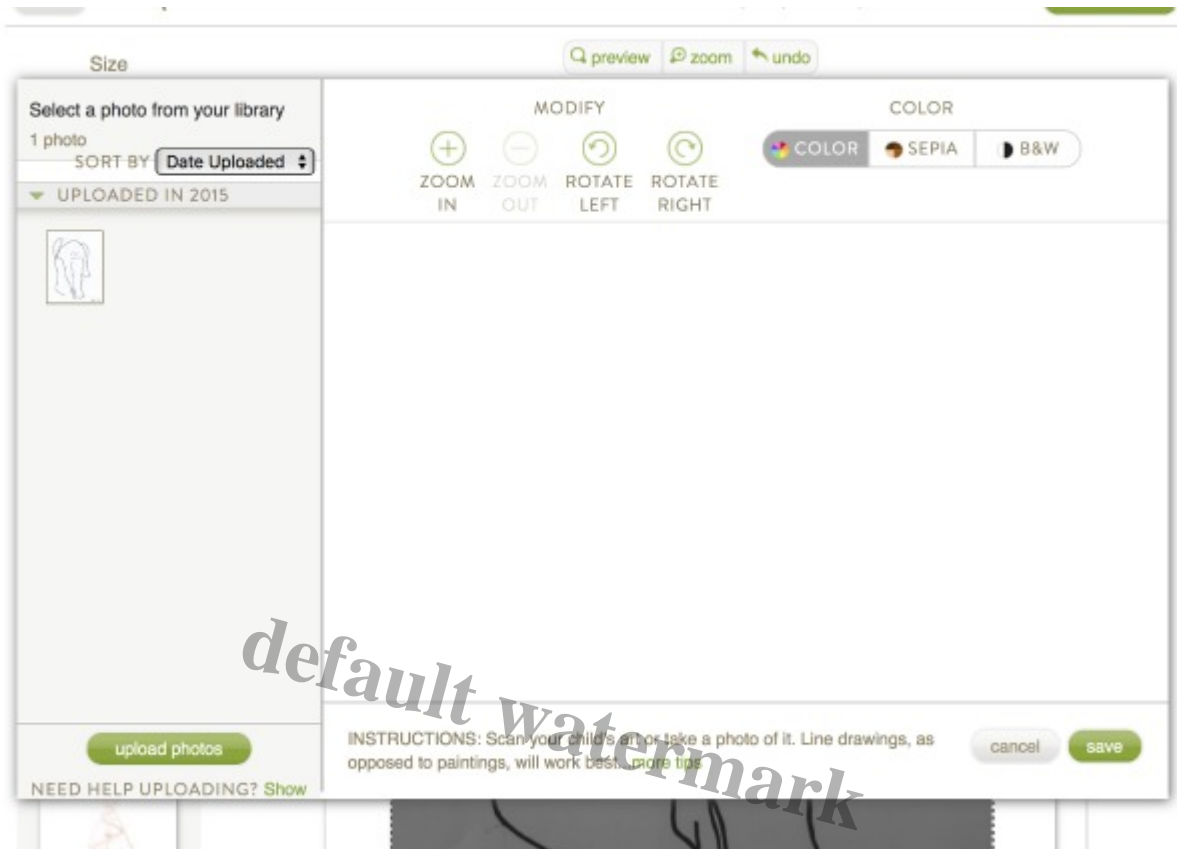 Size
preview zoom undo
Select a photo from your library
1 photo
SORT BY Date Uploaded
UPLOADED IN 2015
MODIFY
ZOOM IN
ZOOM OUT
ROTATE LEFT
ROTATE RIGHT
COLOR
COLOR SEPIA B&W
upload photos
NEED HELP UPLOADING? Show
INSTRUCTIONS: Scan your child's art or take a photo of it. Line drawings, as
opposed to paintings, will work best. more tips
cancel save
default watermark